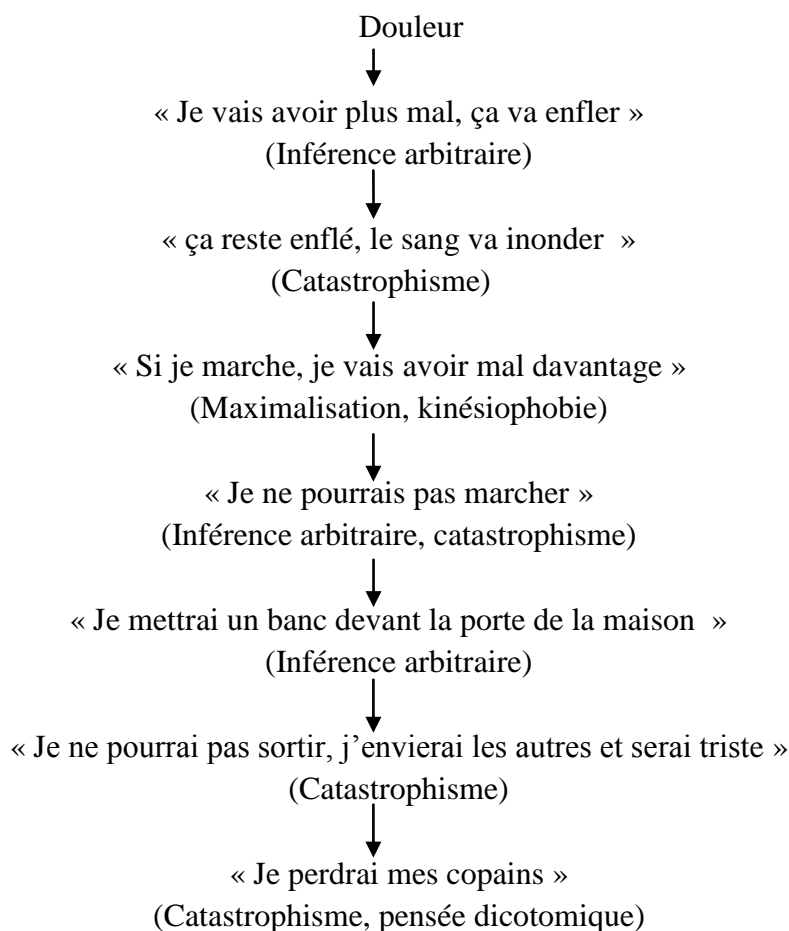 Douleur
« Je vais avoir plus mal, ça va enfler »
(Inférence arbitraire)
« ça reste enflé, le sang va inonder  »
(Catastrophisme)
« Si je marche, je vais avoir mal davantage »
(Maximalisation, kinésiophobie)
« Je ne pourrais pas marcher »
(Inférence arbitraire, catastrophisme)
« Je mettrai un banc devant la porte de la maison  »
(Inférence arbitraire)
« Je ne pourrai pas sortir, j’envierai les autres et serai triste »
(Catastrophisme)
« Je perdrai mes copains »
(Catastrophisme, pensée dicotomique)